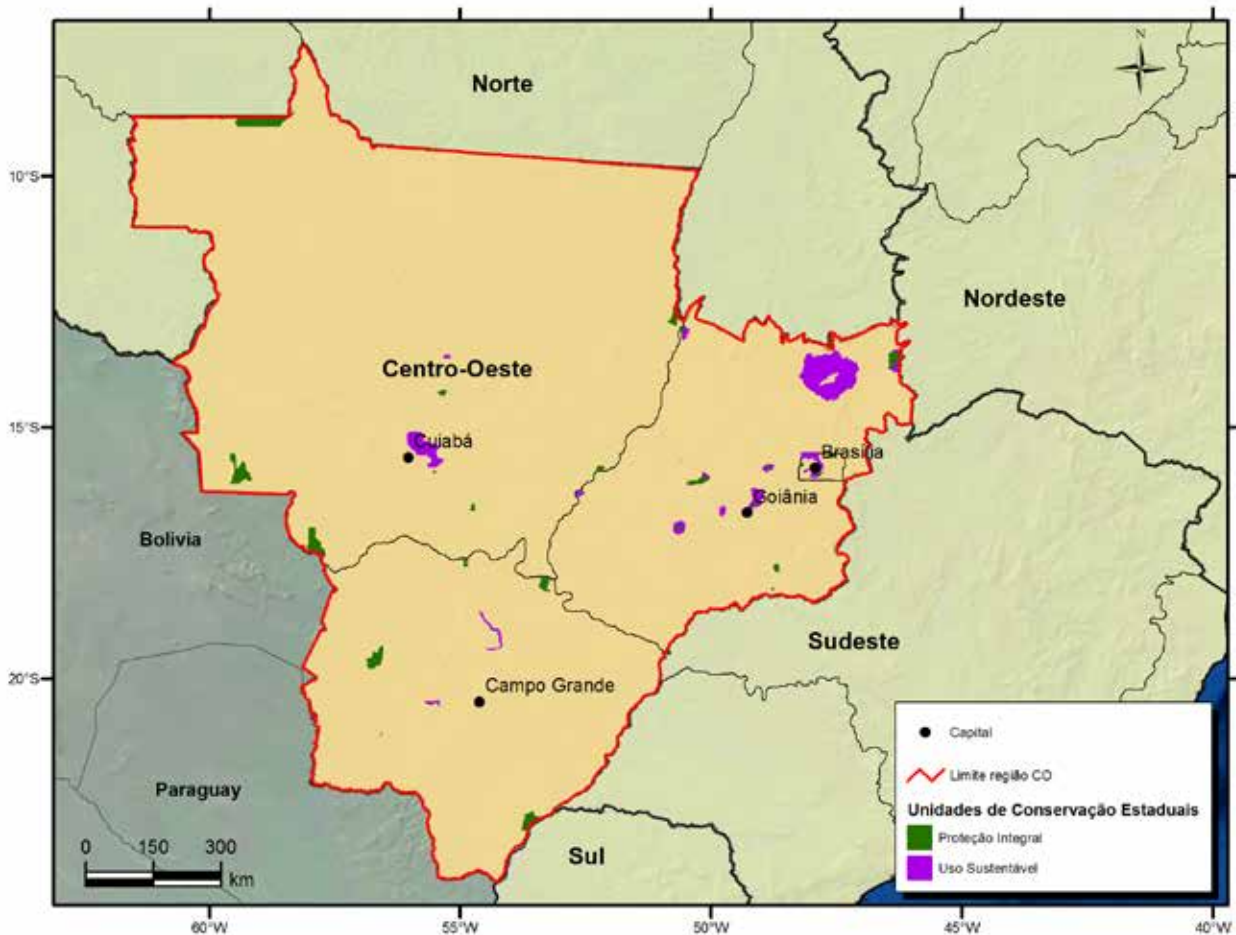 N
Norte
10°S
Nordeste
Centro-Oeste
15°S
Cuiabá
Brasília
Goiânia
Bolivia
Sudeste
20°S
Campo Grande
Capital
Limite região CO
Paraguay
Unidades de Conservação Estaduais
Proteção Integral
0 150 300
km
Sul
Uso Sustentável
60°W 55°W 50°W 45°W 40°W